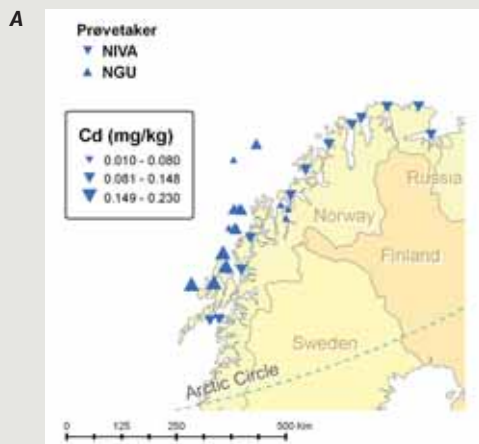 A
Prøvetaker
NIVA
NGU
Cd (mg/kg)
0.010 - 0.080
0.081 - 0.148
0.149 - 0.230
Russia
Norway
Finland
Sweden
Arctic Circle
0 125 250 500 Km